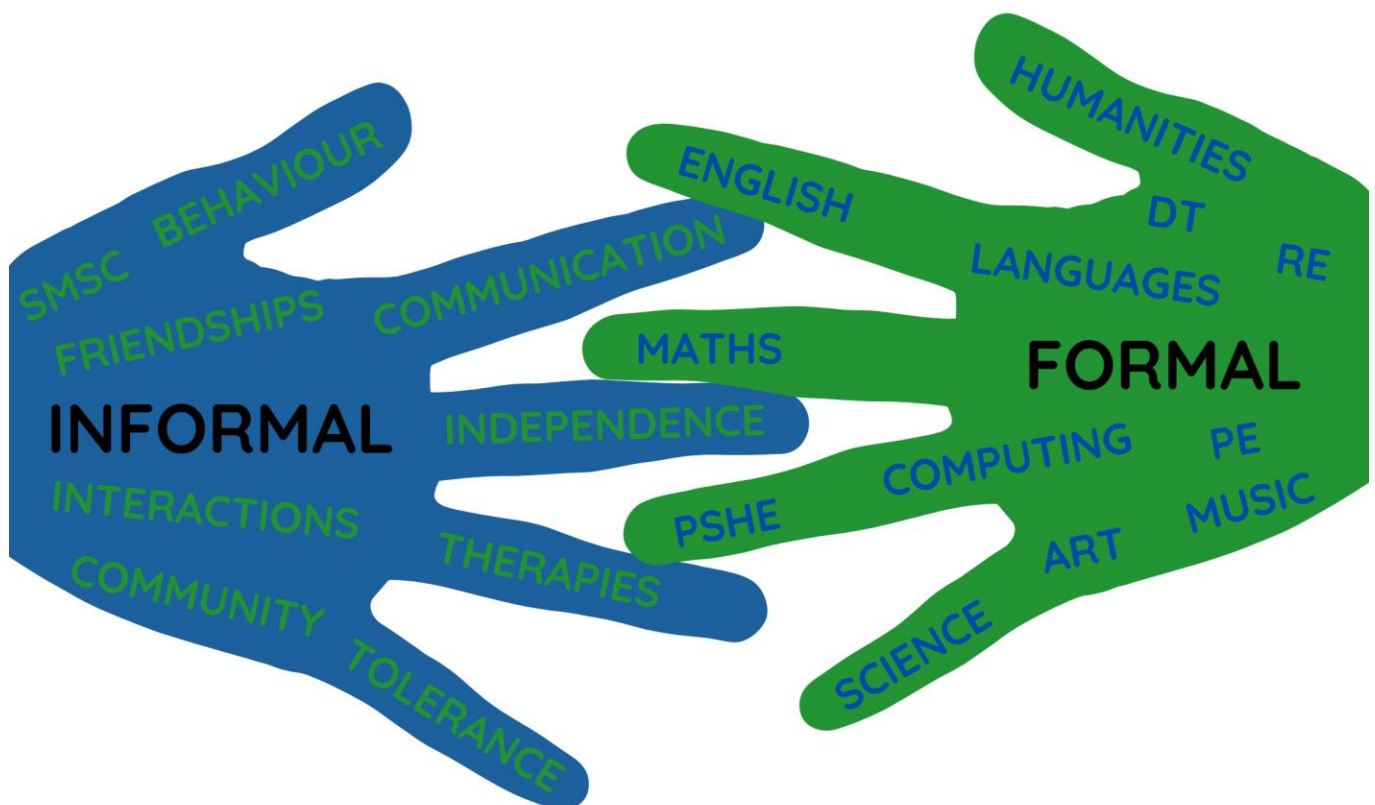 BEHAVIOUR
SMSC
FRIENDSHIPS
COMMUNICATION
INFORMAL
INDEPENDENCE
INTERACTIONS
THERAPIES
COMMUNITY
TOLERANCE
HUMANITIES
ENGLISH
DT
RE
LANGUAGES
MATHS
FORMAL
COMPUTING
PE
PSHE
MUSIC
ART
SCIENCE